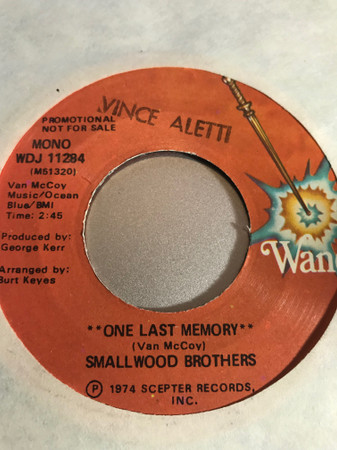 VINCE ALETTI
PROMOTIONAL
NOT FOR SALE
MONO
WDJ 11284
(M51320)
Van McCoy
Music/Ocean
Blue/BMI
Time: 2:45
Produced by:
George Kerr
Arranged by:
Burt Keyes
Wan
**ONE LAST MEMORY**
(Van McCoy)
SMALLWOOD BROTHERS
Ⓟ 1974 SCEPTER RECORDS,
INC.